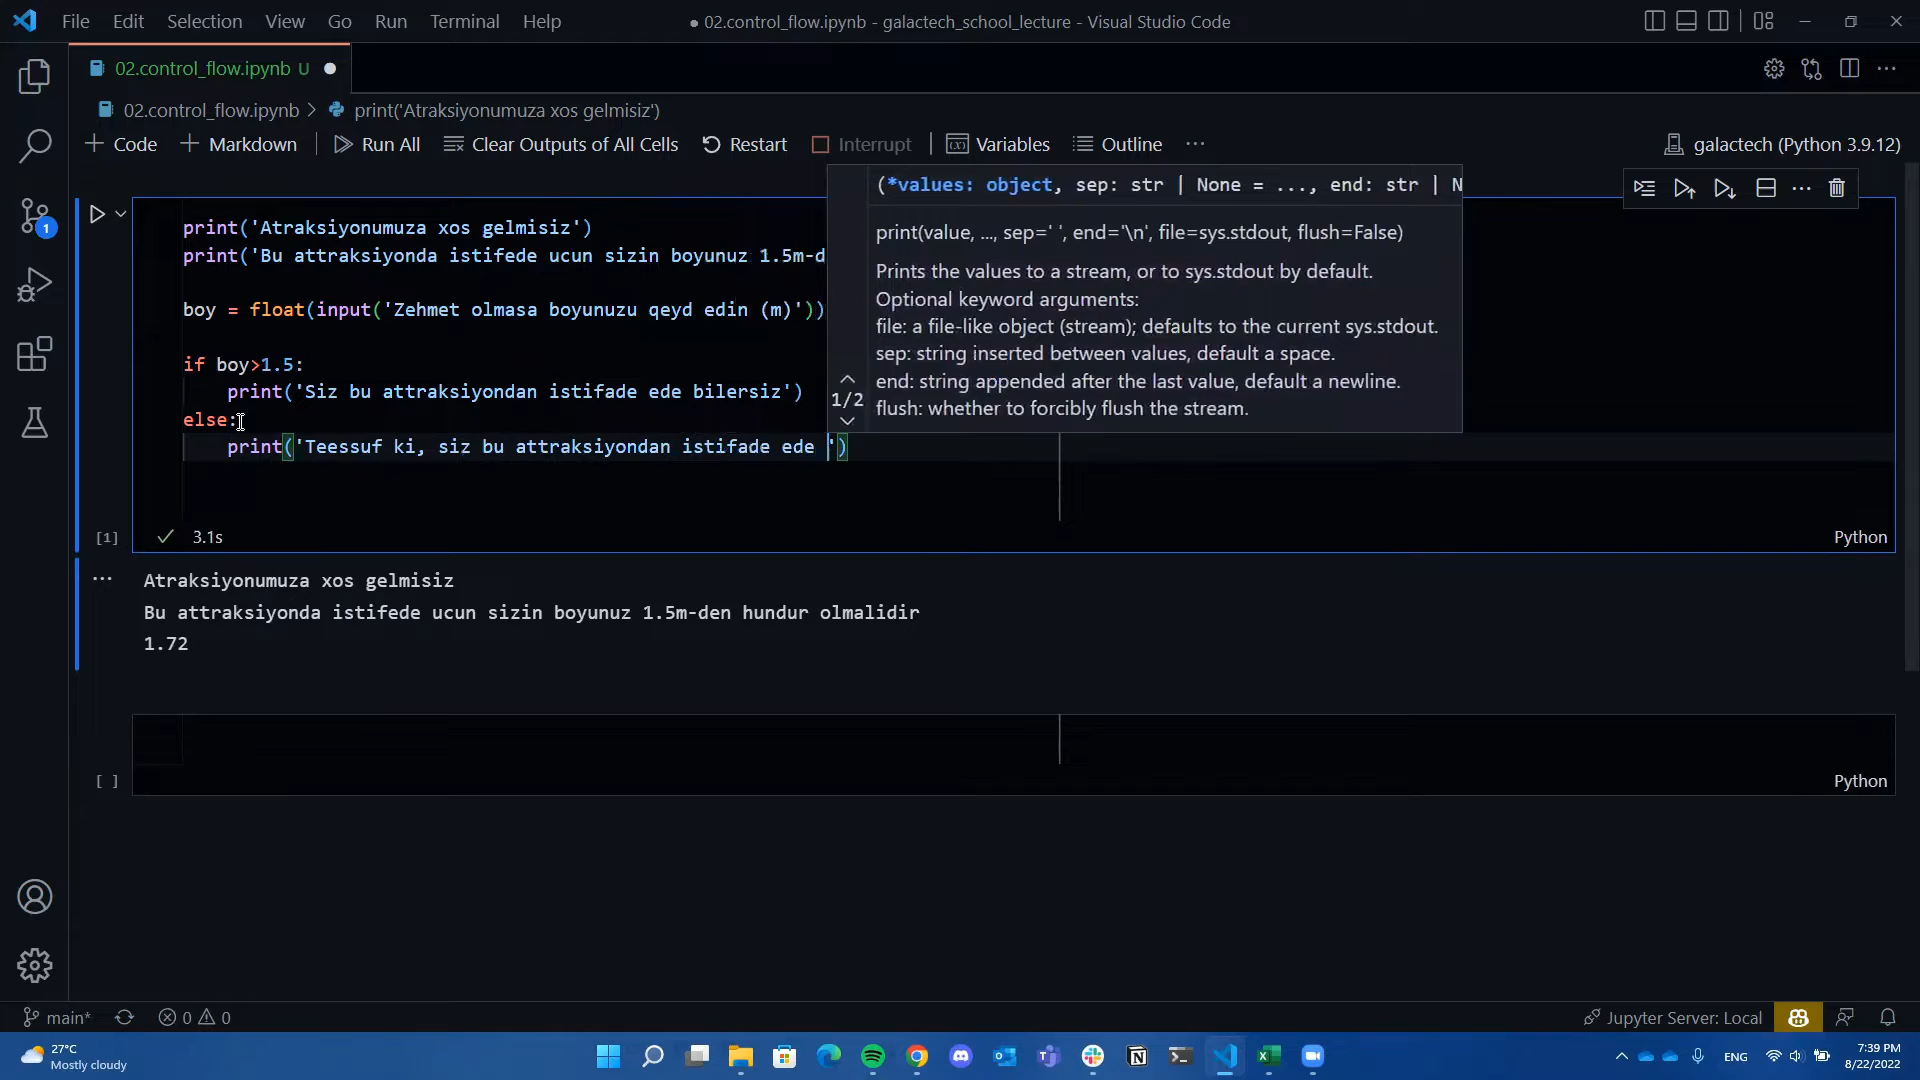 File Edit Selection View Go Run Terminal Help
● 02.control_flow.ipynb - galactech_school_lecture - Visual Studio Code
02.control_flow.ipynb U ●
02.control_flow.ipynb > print('Atraksiyonumuza xos gelmisiz')
+ Code + Markdown Run All Clear Outputs of All Cells Restart Interrupt Variables Outline ... galactech (Python 3.9.12)
print('Atraksiyonumuza xos gelmisiz')
print('Bu attraksiyonda istifede ucun sizin boyunuz 1.5m-d
boy = float(input('Zehmet olmasa boyunuzu qeyd edin (m)'))
if boy>1.5:
print('Siz bu attraksiyondan istifade ede bilersiz')
else:
print('Teessuf ki, siz bu attraksiyondan istifade ede ')
(*values: object, sep: str | None = ..., end: str | N
print(value, ..., sep=' ', end='\n', file=sys.stdout, flush=False)
Prints the values to a stream, or to sys.stdout by default.
Optional keyword arguments:
file: a file-like object (stream); defaults to the current sys.stdout.
sep: string inserted between values, default a space.
end: string appended after the last value, default a newline.
flush: whether to forcibly flush the stream.
1/2
[1] 3.1s Python
Atraksiyonumuza xos gelmisiz
Bu attraksiyonda istifede ucun sizin boyunuz 1.5m-den hundur olmalidir
1.72
[ ] Python
main* 0 0 Jupyter Server: Local
27°C
Mostly cloudy
ENG
7:39 PM
8/22/2022
1